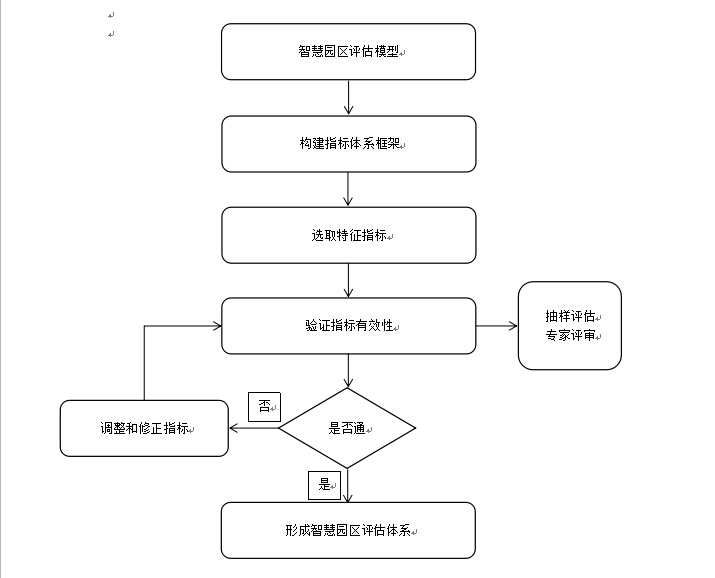 智慧园区评估模型
构建指标体系框架
选取特征指标
验证指标有效性
抽样评估
专家评审
否
调整和修正指标
是否通
是
形成智慧园区评估体系